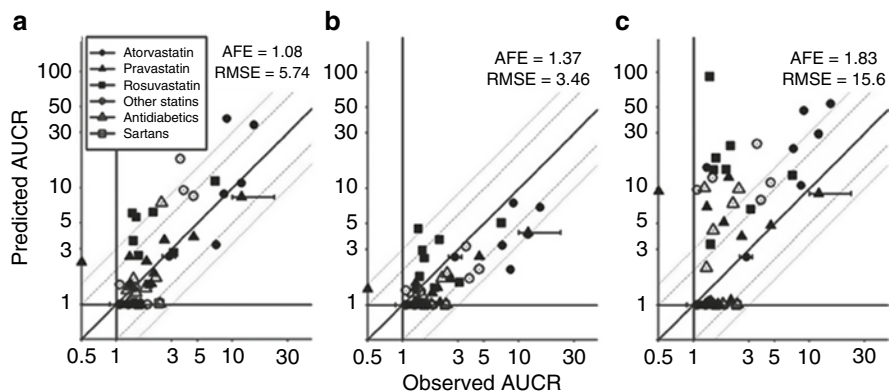 a
Atorvastatin
Pravastatin
Rosuvastatin
Other statins
Antidiabetics
Sartans
AFE = 1.08
RMSE = 5.74
100
50
30
10
5
3
1
0.5 1 3 5 10 30
Predicted AUCR
b
AFE = 1.37
RMSE = 3.46
100
50
30
10
5
3
1
0.5 1 3 5 10 30
Observed AUCR
c
AFE = 1.83
RMSE = 15.6
100
50
30
10
5
3
1
0.5 1 3 5 10 30